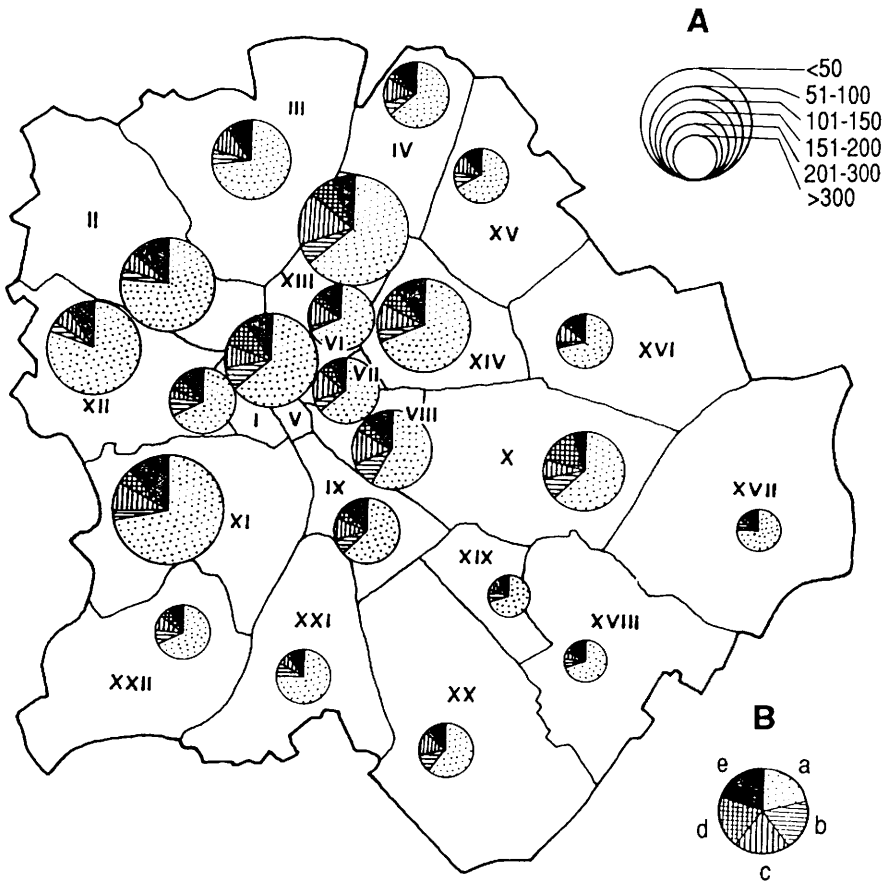 A
<50
51-100
101-150
151-200
201-300
>300
III
IV
II
XV
XIII
VI
XIV
XVI
VII
XII
VIII
I
V
X
IX
XVII
XI
XIX
XXI
XVIII
XXII
XX
B
e
a
d
b
c